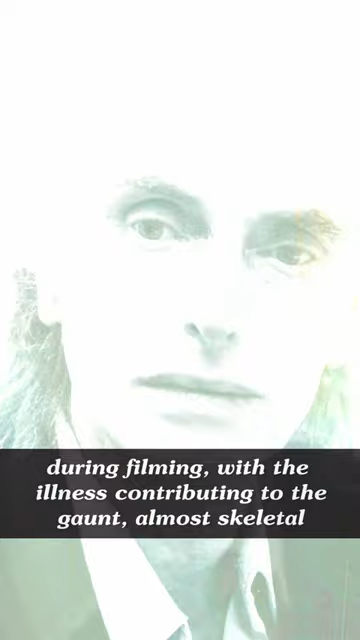 during filming, with the
illness contributing to the
gaunt, almost skeletal